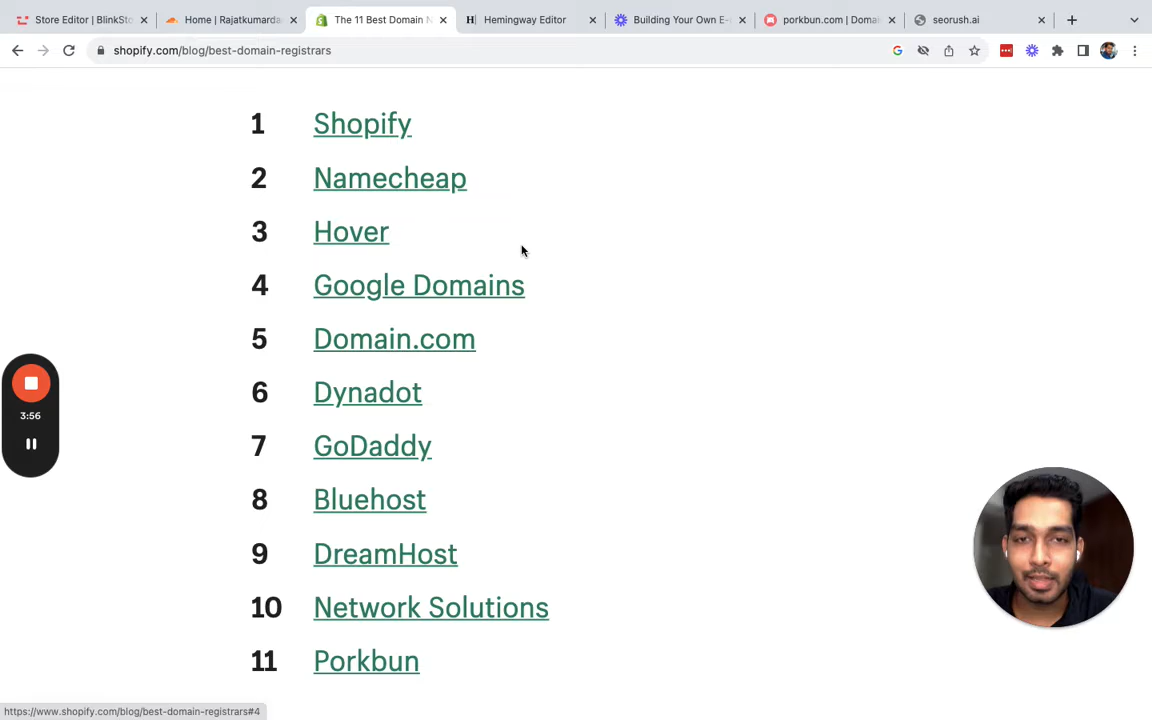 Store Editor | BlinkSto
Home | Rajatkumarda
The 11 Best Domain N
Hemingway Editor
Building Your Own E-
porkbun.com | Domai
seorush.ai
shopify.com/blog/best-domain-registrars
1 Shopify
2 Namecheap
3 Hover
4 Google Domains
5 Domain.com
6 Dynadot
7 GoDaddy
8 Bluehost
9 DreamHost
10 Network Solutions
11 Porkbun
3:56
https://www.shopify.com/blog/best-domain-registrars#4